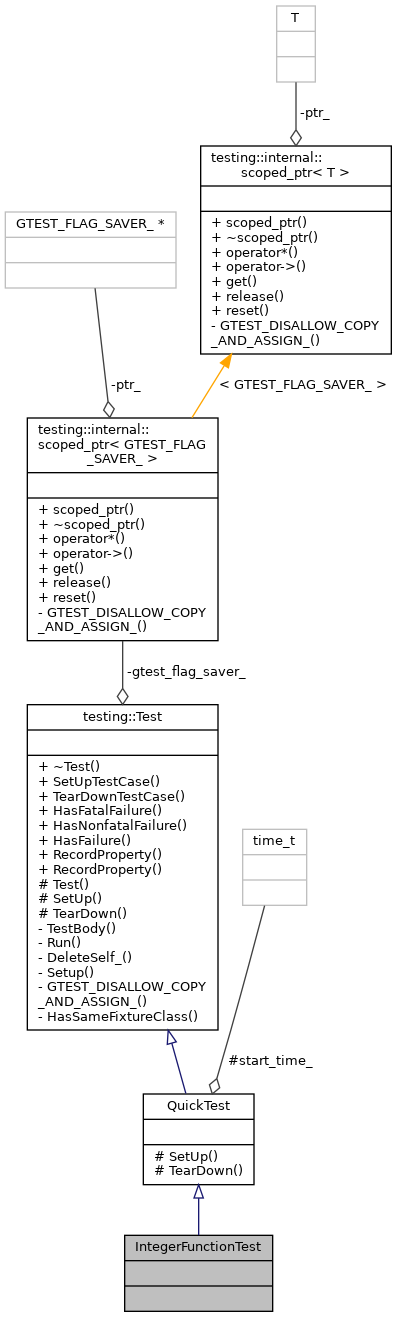 T
-ptr_
testing::internal::
scoped_ptr< T >
+ scoped_ptr()
+ ~scoped_ptr()
+ operator*()
+ operator->()
+ get()
+ release()
+ reset()
- GTEST_DISALLOW_COPY
_AND_ASSIGN_()
GTEST_FLAG_SAVER_ *
-ptr_
< GTEST_FLAG_SAVER_ >
testing::internal::
scoped_ptr< GTEST_FLAG
_SAVER_ >
+ scoped_ptr()
+ ~scoped_ptr()
+ operator*()
+ operator->()
+ get()
+ release()
+ reset()
- GTEST_DISALLOW_COPY
_AND_ASSIGN_()
-gtest_flag_saver_
testing::Test
+ ~Test()
+ SetUpTestCase()
+ TearDownTestCase()
+ HasFatalFailure()
+ HasNonfatalFailure()
+ HasFailure()
+ RecordProperty()
+ RecordProperty()
# Test()
# SetUp()
# TearDown()
- TestBody()
- Run()
- DeleteSelf_()
- Setup()
- GTEST_DISALLOW_COPY
_AND_ASSIGN_()
- HasSameFixtureClass()
time_t
#start_time_
QuickTest
# SetUp()
# TearDown()
IntegerFunctionTest